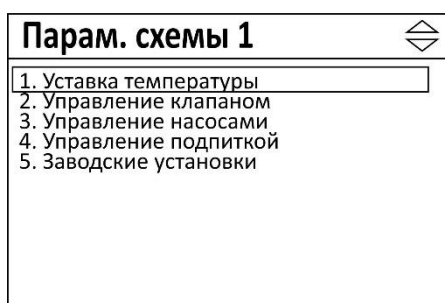 Парам. схемы 1
1. Уставка температуры
2. Управление клапаном
3. Управление насосами
4. Управление подпиткой
5. Заводские установки